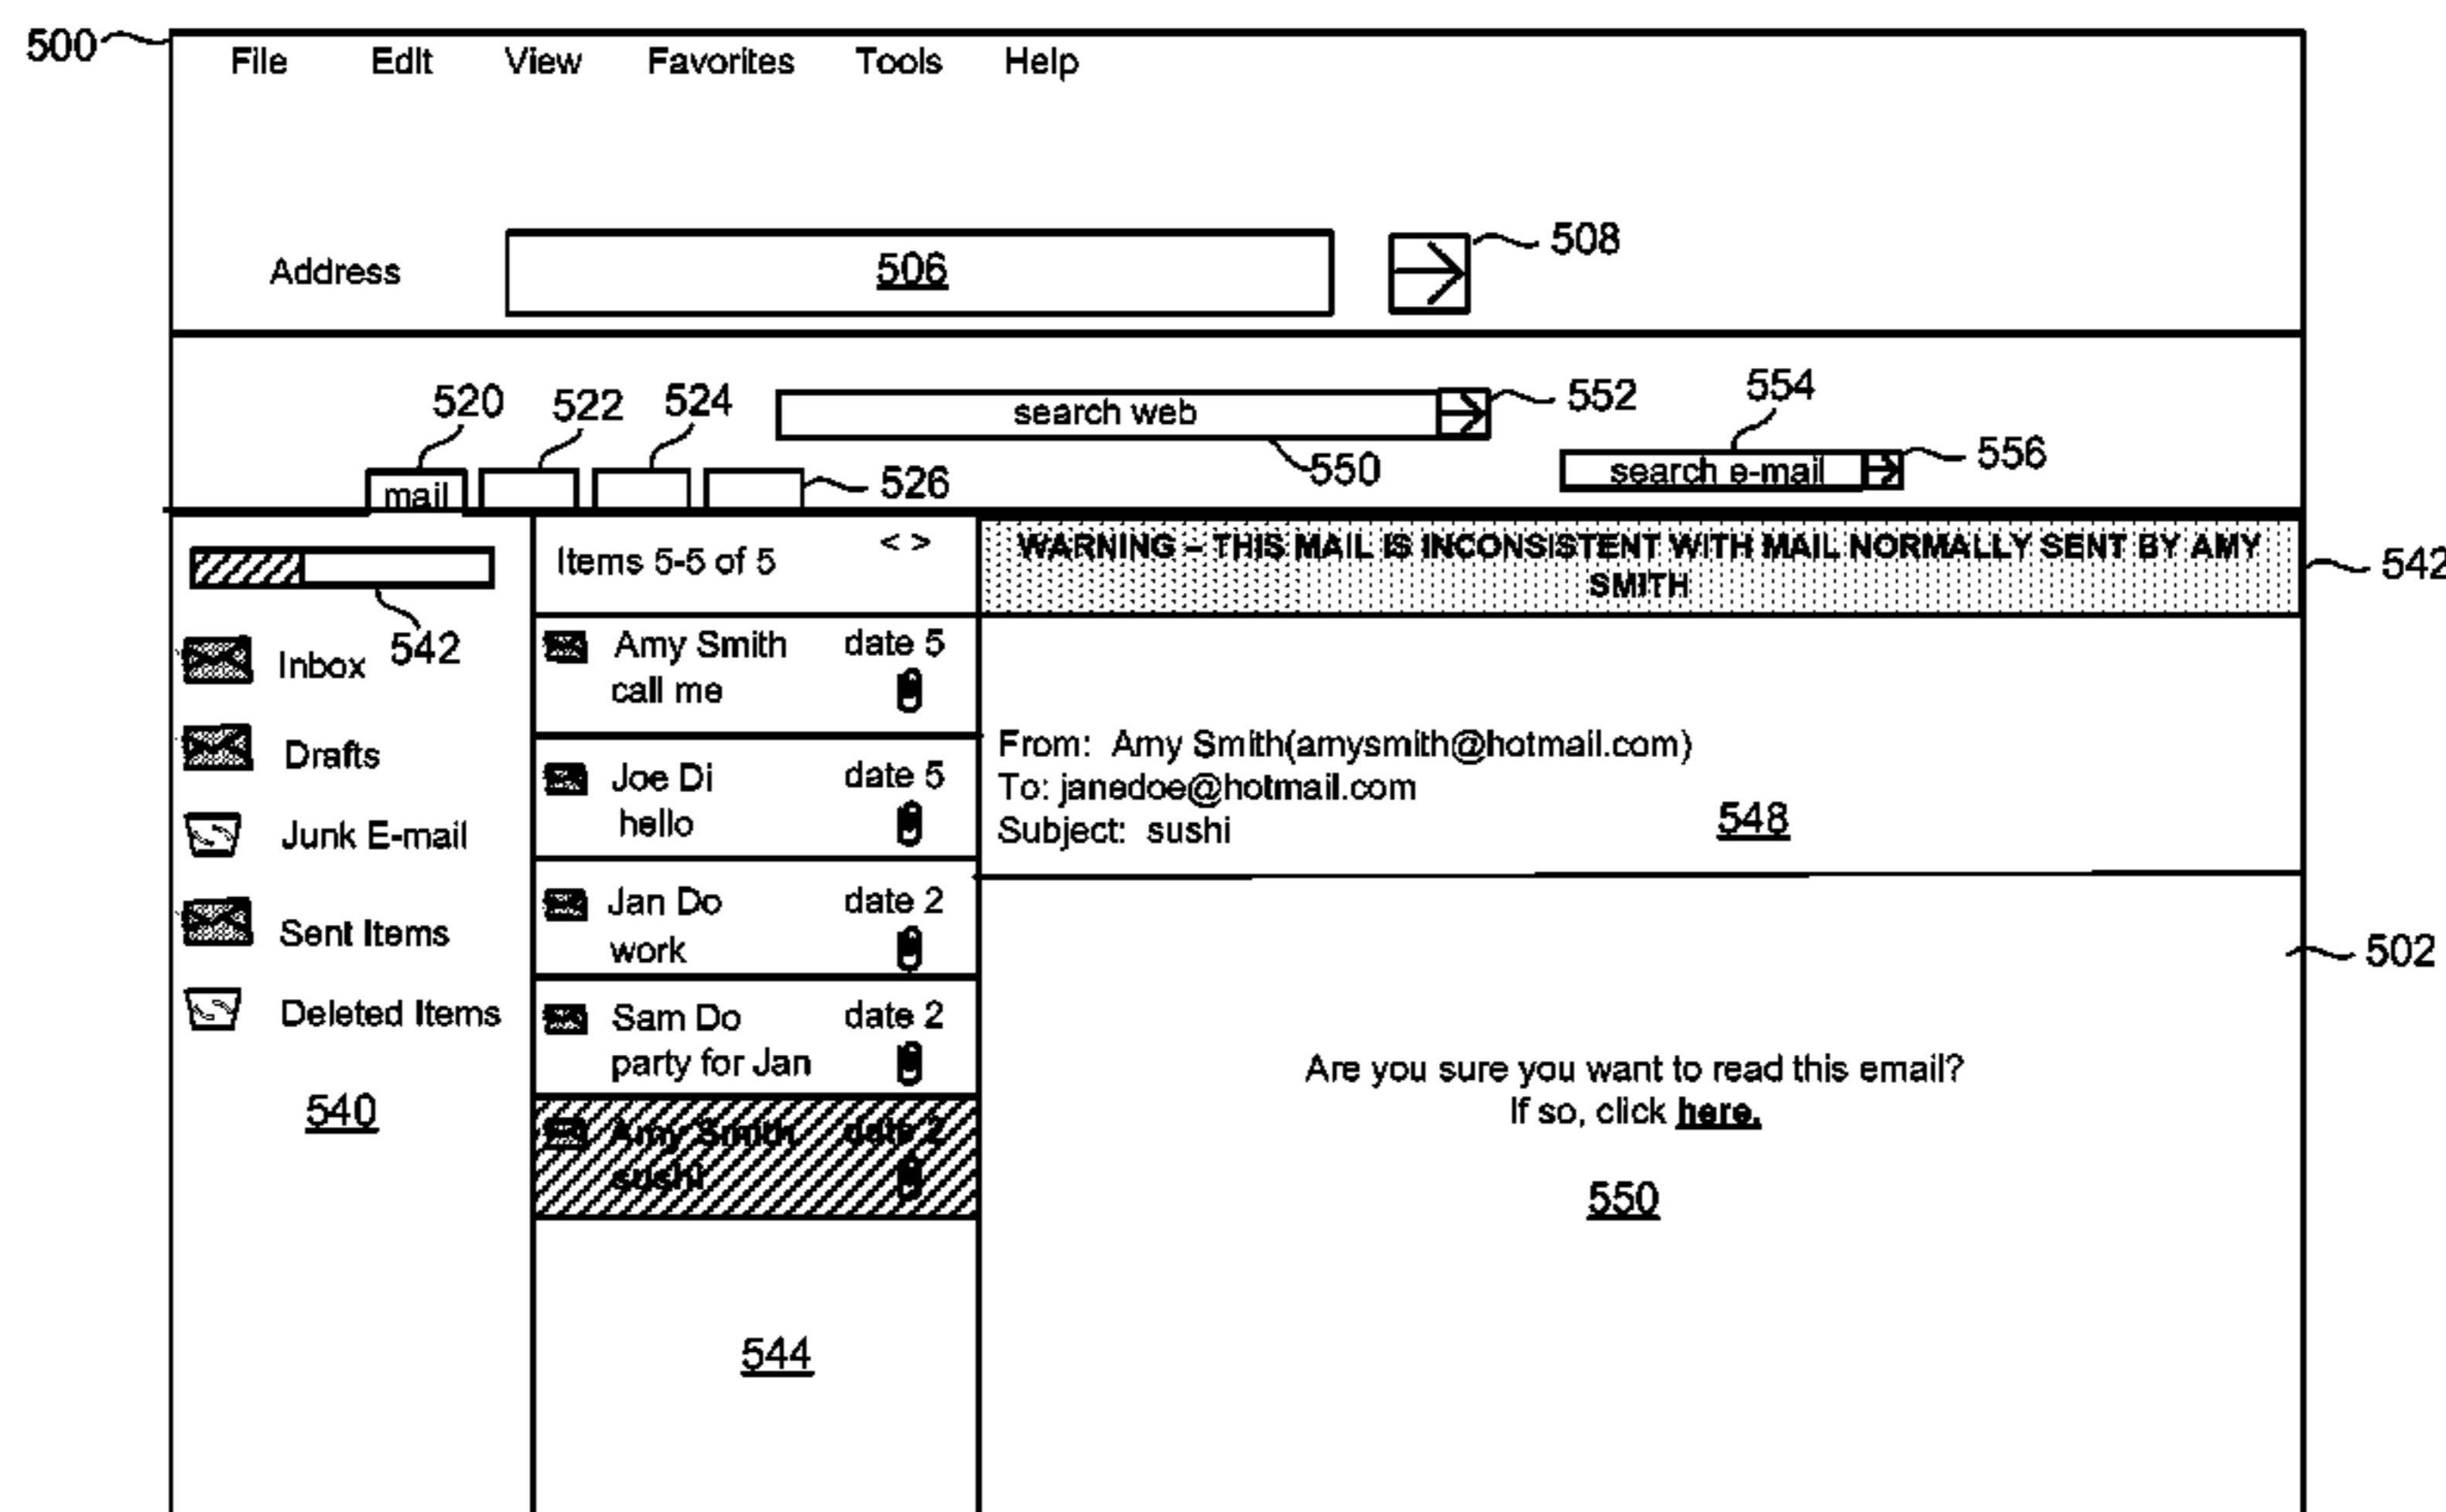 500
File Edit View Favorites Tools Help
Address 506 508
520 522 524 search web 552 554
550
search e-mail 556
mail 526
542
Inbox
Drafts
Junk E-mail
Sent Items
Deleted Items
540
Items 5-5 of 5 < >
Amy Smith date 5
call me
Joe Di date 5
hello
Jan Do date 2
work
Sam Do date 2
party for Jan
Amy Smith date 2
sushi
544
WARNING – THIS MAIL IS INCONSISTENT WITH MAIL NORMALLY SENT BY AMY
SMITH
542
From: Amy Smith(amysmith@hotmail.com)
To: janedoe@hotmail.com
Subject: sushi
548
502
Are you sure you want to read this email?
If so, click here.
550